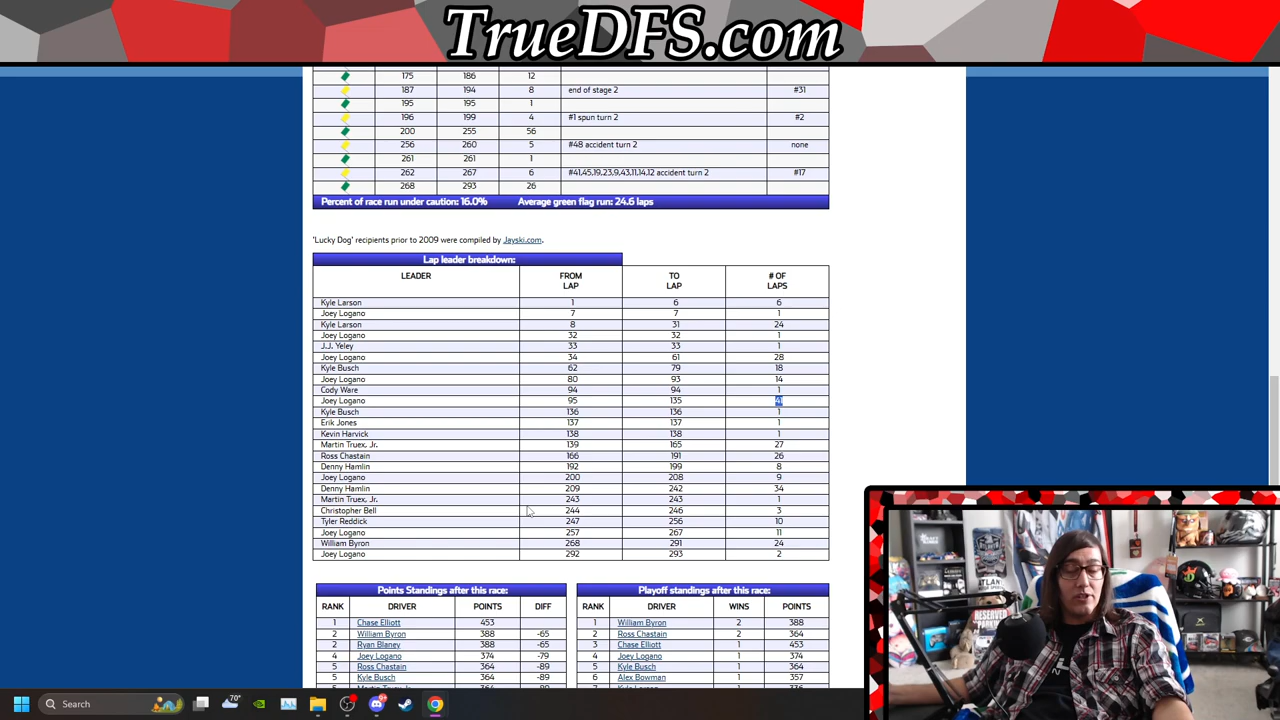 TrueDFS.com
175 186 12
187 194 8 end of stage 2 #31
195 195 1
196 199 4 #1 spun turn 2 #2
200 255 56
256 260 5 #48 accident turn 2 none
261 261 1
262 267 6 #41,45,19,23,9,43,11,14,12 accident turn 2 #17
268 293 26
Percent of race run under caution: 16.0% Average green flag run: 24.6 laps
'Lucky Dog' recipients prior to 2009 were compiled by Jayski.com.
Lap leader breakdown:
LEADER FROM LAP TO LAP # OF LAPS
Kyle Larson 1 6 6
Joey Logano 7 7 1
Kyle Larson 8 31 24
Joey Logano 32 32 1
J.J. Yeley 33 33 1
Joey Logano 34 61 28
Kyle Busch 62 79 18
Joey Logano 80 93 14
Cody Ware 94 94 1
Joey Logano 95 135 41
Kyle Busch 136 136 1
Erik Jones 137 137 1
Kevin Harvick 138 138 1
Martin Truex, Jr. 139 165 27
Ross Chastain 166 191 26
Denny Hamlin 192 199 8
Joey Logano 200 208 9
Denny Hamlin 209 242 34
Martin Truex, Jr. 243 243 1
Christopher Bell 244 246 3
Tyler Reddick 247 256 10
Joey Logano 257 267 11
William Byron 268 291 24
Joey Logano 292 293 2
Points Standings after this race:
RANK DRIVER POINTS DIFF
1 Chase Elliott 453
2 William Byron 388 -65
2 Ryan Blaney 388 -65
4 Joey Logano 374 -79
5 Ross Chastain 364 -89
5 Kyle Busch 364 -89
Playoff standings after this race:
RANK DRIVER WINS POINTS
1 William Byron 2 388
2 Ross Chastain 2 364
3 Chase Elliott 1 453
4 Joey Logano 1 374
5 Kyle Busch 1 364
6 Alex Bowman 1 357
Search
70°